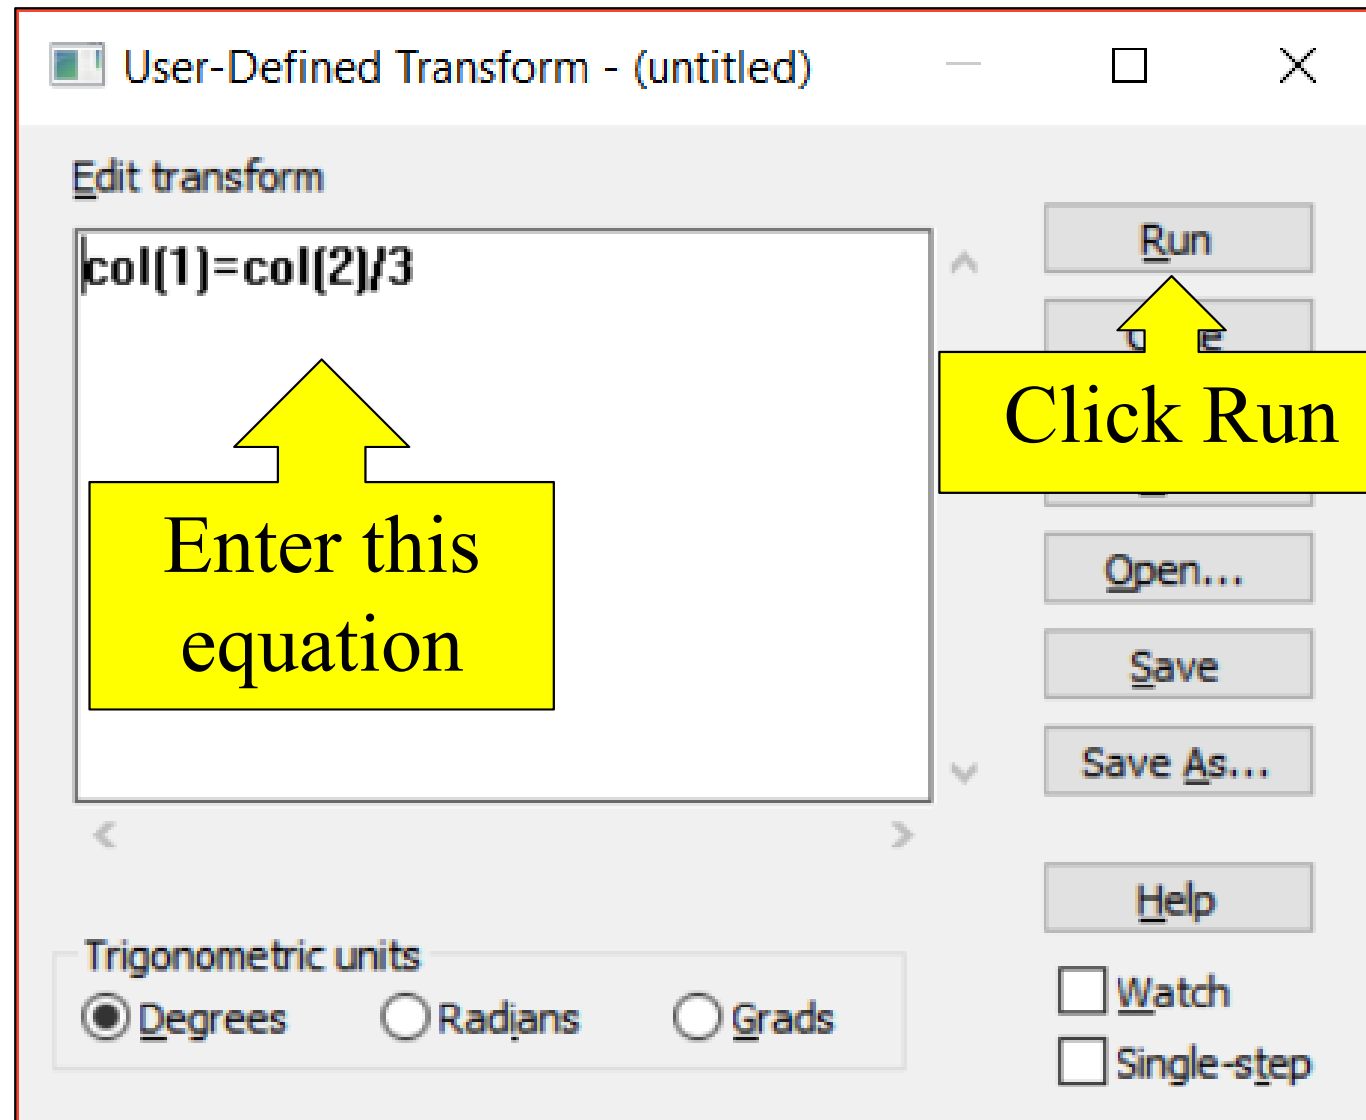 User-Defined Transform - (untitled)
Edit transform
col(1)=col(2)/3
Run
Click Run
Enter this
equation
Open...
Save
Save As...
Help
Trigonometric units
Degrees
Radians
Grads
Watch
Single-step